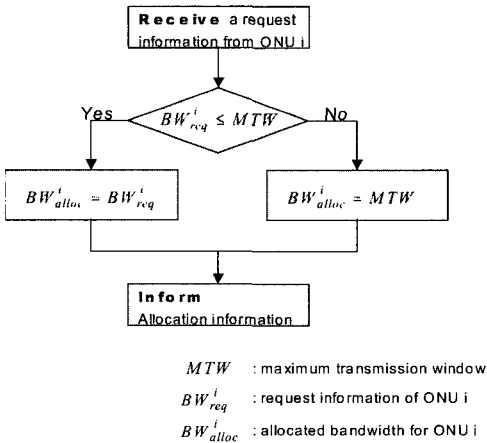 Receive a request
information from ONU i
Yes
BW^i_req ≤ MTW
No
BW^i_alloc = BW^i_req
BW^i_alloc = MTW
Inform
Allocation information
MTW : maximum transmission window
BW^i_req : request information of ONU i
BW^i_alloc : allocated bandwidth for ONU i